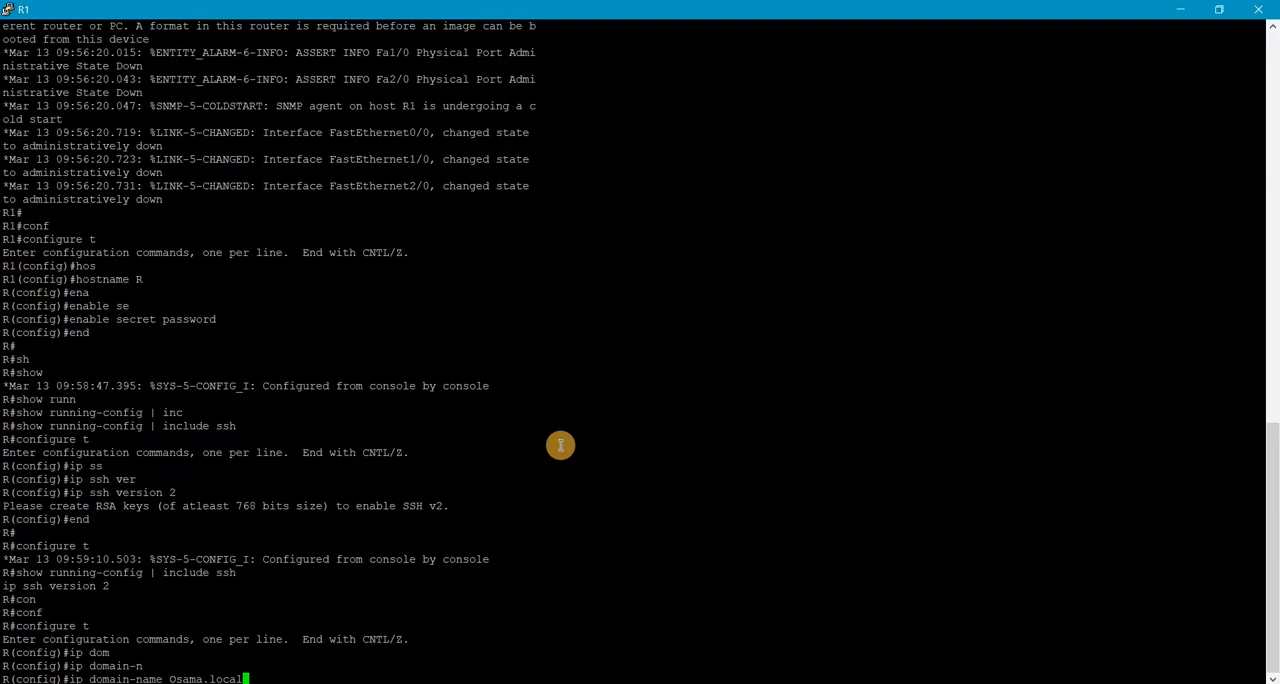 R1
erent router or PC. A format in this router is required before an image can be b
ooted from this device
*Mar 13 09:56:20.015: %ENTITY_ALARM-6-INFO: ASSERT INFO Fa1/0 Physical Port Admi
nistrative State Down
*Mar 13 09:56:20.043: %ENTITY_ALARM-6-INFO: ASSERT INFO Fa2/0 Physical Port Admi
nistrative State Down
*Mar 13 09:56:20.047: %SNMP-5-COLDSTART: SNMP agent on host R1 is undergoing a c
old start
*Mar 13 09:56:20.719: %LINK-5-CHANGED: Interface FastEthernet0/0, changed state
to administratively down
*Mar 13 09:56:20.723: %LINK-5-CHANGED: Interface FastEthernet1/0, changed state
to administratively down
*Mar 13 09:56:20.731: %LINK-5-CHANGED: Interface FastEthernet2/0, changed state
to administratively down
R1#
R1#conf
R1#configure t
Enter configuration commands, one per line.  End with CNTL/Z.
R1(config)#hos
R1(config)#hostname R
R(config)#ena
R(config)#enable se
R(config)#enable secret password
R(config)#end
R#
R#sh
R#show
*Mar 13 09:58:47.395: %SYS-5-CONFIG_I: Configured from console by console
R#show runn
R#show running-config | inc
R#show running-config | include ssh
R#configure t
Enter configuration commands, one per line.  End with CNTL/Z.
R(config)#ip ss
R(config)#ip ssh ver
R(config)#ip ssh version 2
Please create RSA keys (of atleast 768 bits size) to enable SSH v2.
R(config)#end
R#
R#configure t
*Mar 13 09:59:10.503: %SYS-5-CONFIG_I: Configured from console by console
R#show running-config | include ssh
ip ssh version 2
R#con
R#conf
R#configure t
Enter configuration commands, one per line.  End with CNTL/Z.
R(config)#ip dom
R(config)#ip domain-n
R(config)#ip domain-name Osama.local